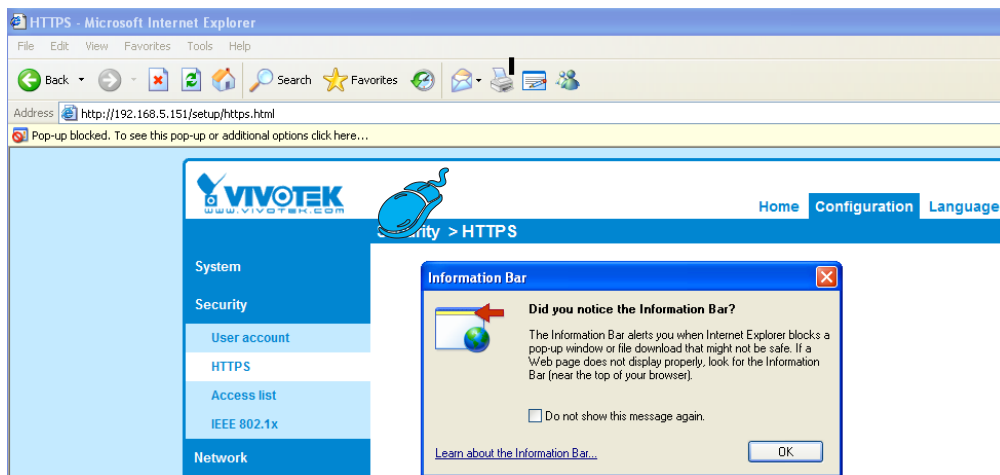 HTTPS - Microsoft Internet Explorer
File Edit View Favorites Tools Help
Back Search Favorites
Address http://192.168.5.151/setup/https.html
Pop-up blocked. To see this pop-up or additional options click here...
VIVOTEK
WWW.VIVOTEK.COM
Home Configuration Language
> HTTPS
System
Security
User account
HTTPS
Access list
IEEE 802.1x
Network
Information Bar
Did you notice the Information Bar?
The Information Bar alerts you when Internet Explorer blocks a
pop-up window or file download that might not be safe. If a
Web page does not display properly, look for the Information
Bar (near the top of your browser).
Do not show this message again.
Learn about the Information Bar...
OK